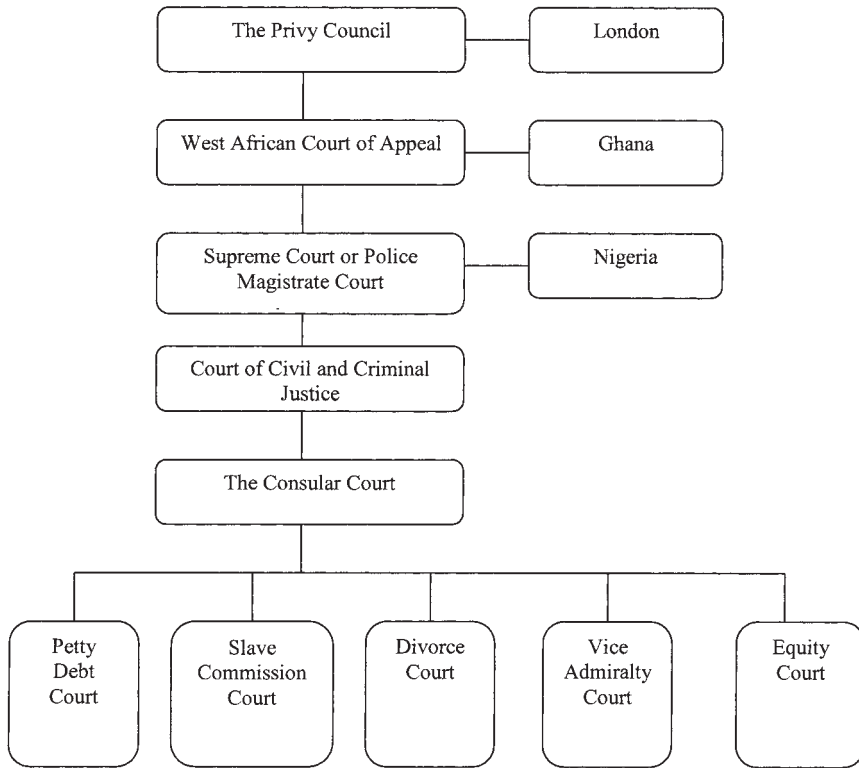 The Privy Council
London
West African Court of Appeal
Ghana
Supreme Court or Police
Magistrate Court
Nigeria
Court of Civil and Criminal
Justice
The Consular Court
Petty
Debt
Court
Slave
Commission
Court
Divorce
Court
Vice
Admiralty
Court
Equity
Court